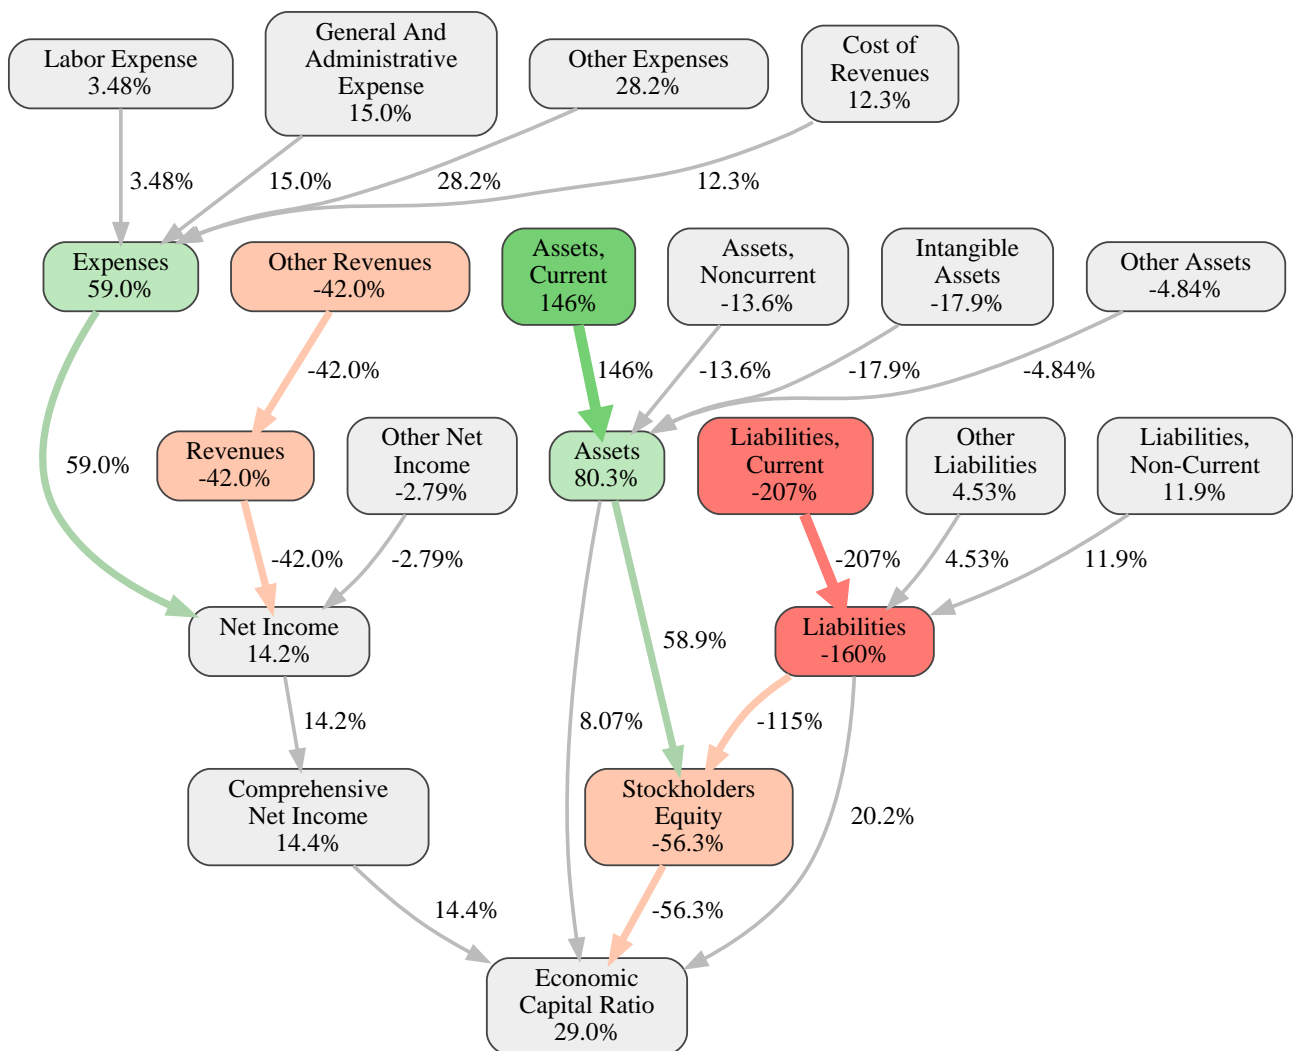 Labor Expense
3.48%
General And
Administrative
Expense
15.0%
Other Expenses
28.2%
Cost of
Revenues
12.3%
3.48%
15.0%
28.2%
12.3%
Expenses
59.0%
Other Revenues
-42.0%
Assets,
Current
146%
Assets,
Noncurrent
-13.6%
Intangible
Assets
-17.9%
Other Assets
-4.84%
-42.0%
146%
-13.6%
-17.9%
-4.84%
59.0%
Revenues
-42.0%
Other Net
Income
-2.79%
Assets
80.3%
Liabilities,
Current
-207%
Other
Liabilities
4.53%
Liabilities,
Non-Current
11.9%
-42.0%
-2.79%
-207%
4.53%
11.9%
Net Income
14.2%
58.9%
Liabilities
-160%
14.2%
8.07%
-115%
Comprehensive
Net Income
14.4%
Stockholders
Equity
-56.3%
20.2%
14.4%
-56.3%
Economic
Capital Ratio
29.0%